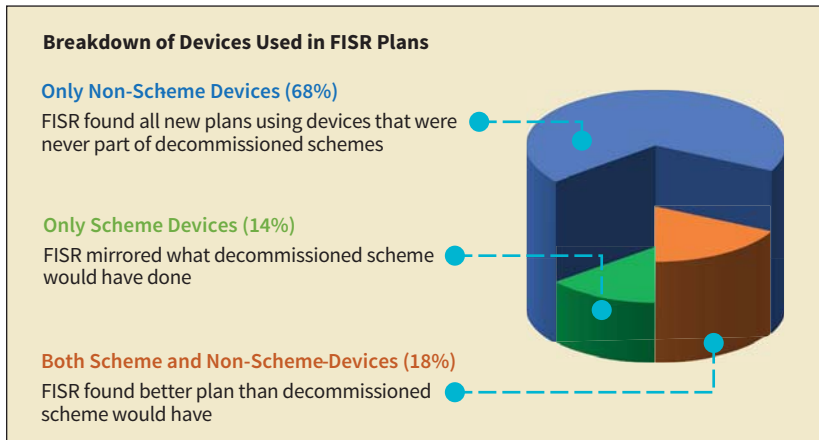 Breakdown of Devices Used in FISR Plans
Only Non-Scheme Devices (68%)
FISR found all new plans using devices that were
never part of decommissioned schemes
Only Scheme Devices (14%)
FISR mirrored what decommissioned scheme
would have done
Both Scheme and Non-Scheme-Devices (18%)
FISR found better plan than decommissioned
scheme would have